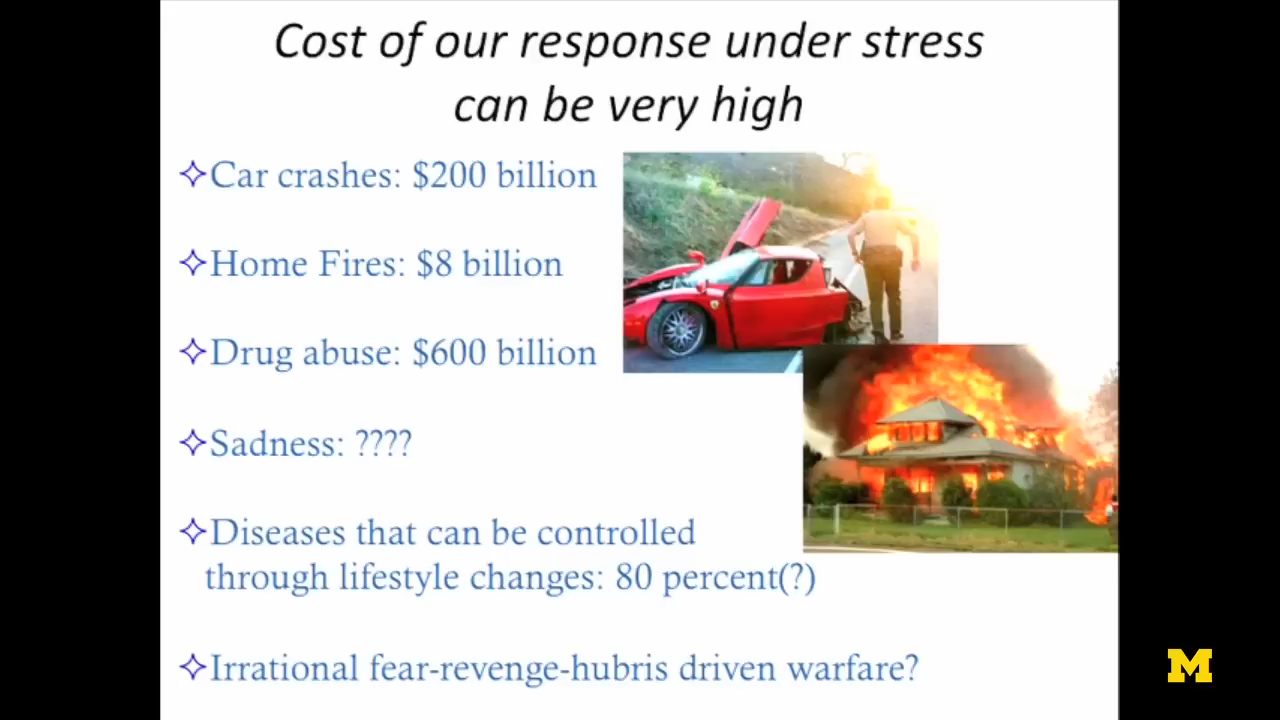 Cost of our response under stress
can be very high
✧Car crashes: $200 billion
✧Home Fires: $8 billion
✧Drug abuse: $600 billion
✧Sadness: ????
✧Diseases that can be controlled
through lifestyle changes: 80 percent(?)
✧Irrational fear-revenge-hubris driven warfare?
M